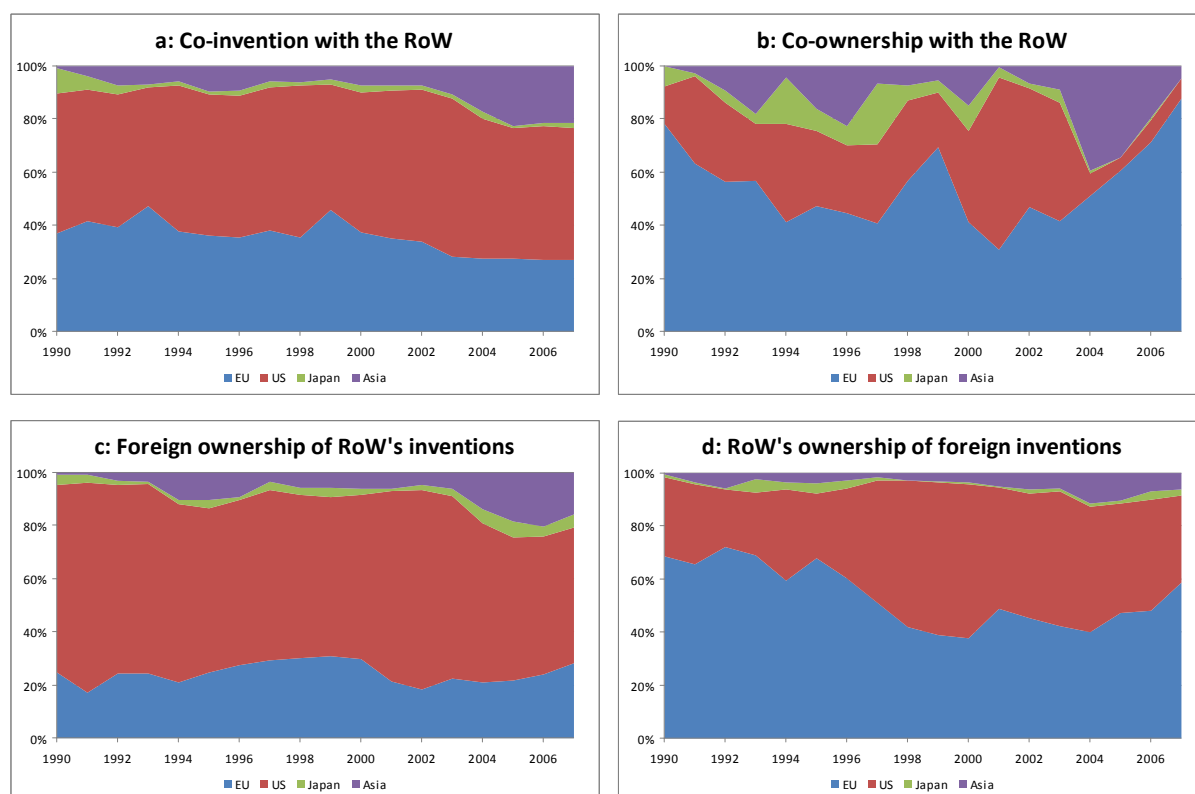 a: Co-invention with the RoW
100%
80%
60%
40%
20%
0%
1990 1992 1994 1996 1998 2000 2002 2004 2006
EU US Japan Asia
b: Co-ownership with the RoW
100%
80%
60%
40%
20%
0%
1990 1992 1994 1996 1998 2000 2002 2004 2006
EU US Japan Asia
c: Foreign ownership of RoW's inventions
100%
80%
60%
40%
20%
0%
1990 1992 1994 1996 1998 2000 2002 2004 2006
EU US Japan Asia
d: RoW's ownership of foreign inventions
100%
80%
60%
40%
20%
0%
1990 1992 1994 1996 1998 2000 2002 2004 2006
EU US Japan Asia